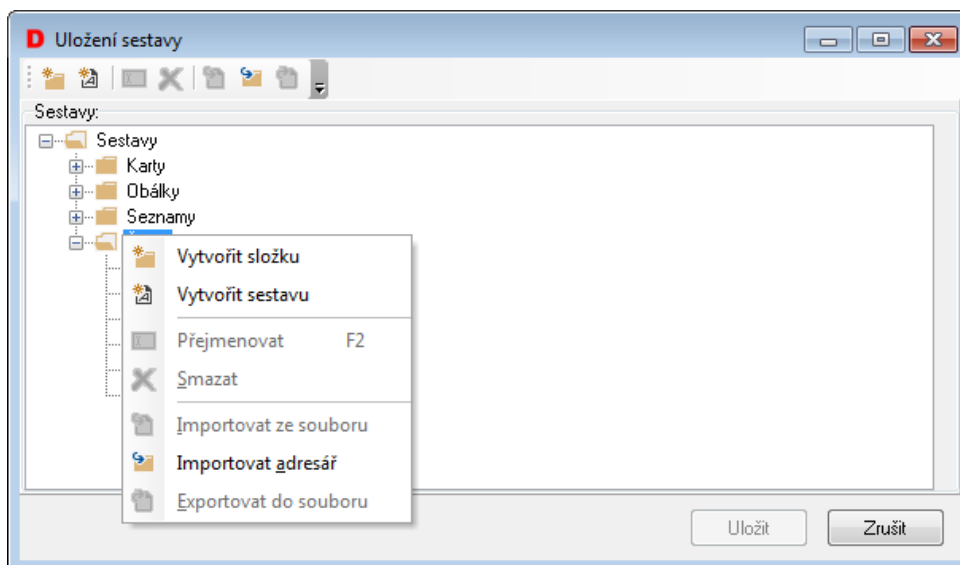 D Uložení sestavy
Sestavy:
Sestavy
Karty
Obálky
Seznamy
Vytvořit složku
Vytvořit sestavu
Přejmenovat F2
Smazat
Importovat ze souboru
Importovat adresář
Exportovat do souboru
Uložit Zrušit